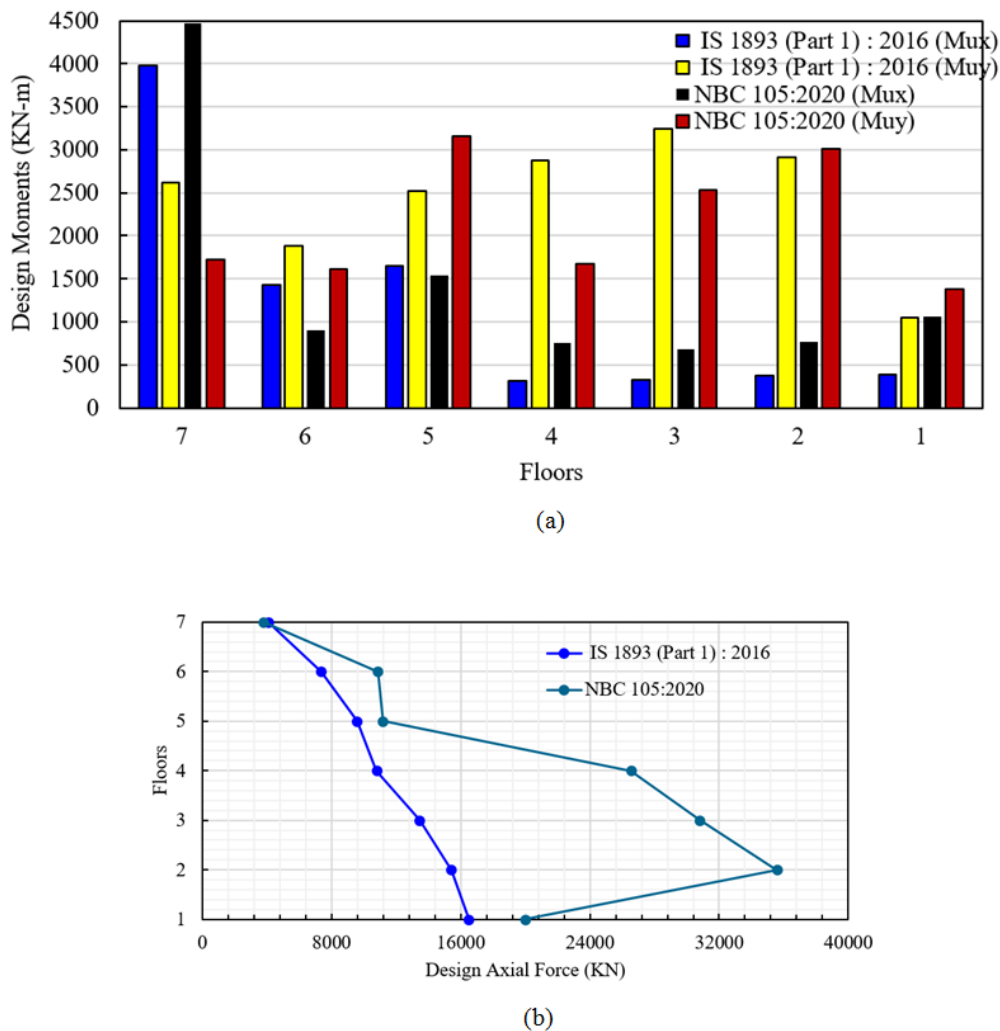 4500
4000
3500
3000
2500
2000
1500
1000
500
0
Design Moments (KN-m)
IS 1893 (Part 1) : 2016 (Mux)
IS 1893 (Part 1) : 2016 (Muy)
NBC 105:2020 (Mux)
NBC 105:2020 (Muy)
7 6 5 4 3 2 1
Floors
(a)
7
6
5
4
3
2
1
Floors
IS 1893 (Part 1) : 2016
NBC 105:2020
0 8000 16000 24000 32000 40000
Design Axial Force (KN)
(b)